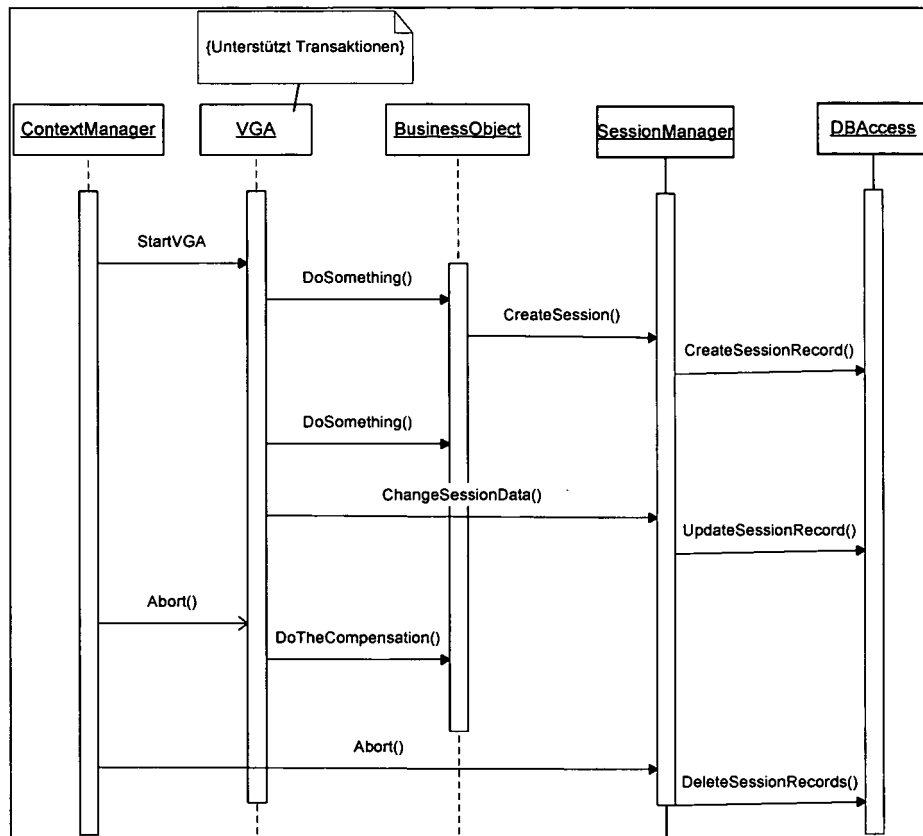 {Unterstützt Transaktionen}
ContextManager
VGA
BusinessObject
SessionManager
DBAccess
StartVGA
DoSomething()
CreateSession()
CreateSessionRecord()
DoSomething()
ChangeSessionData()
UpdateSessionRecord()
Abort()
DoTheCompensation()
Abort()
DeleteSessionRecords()